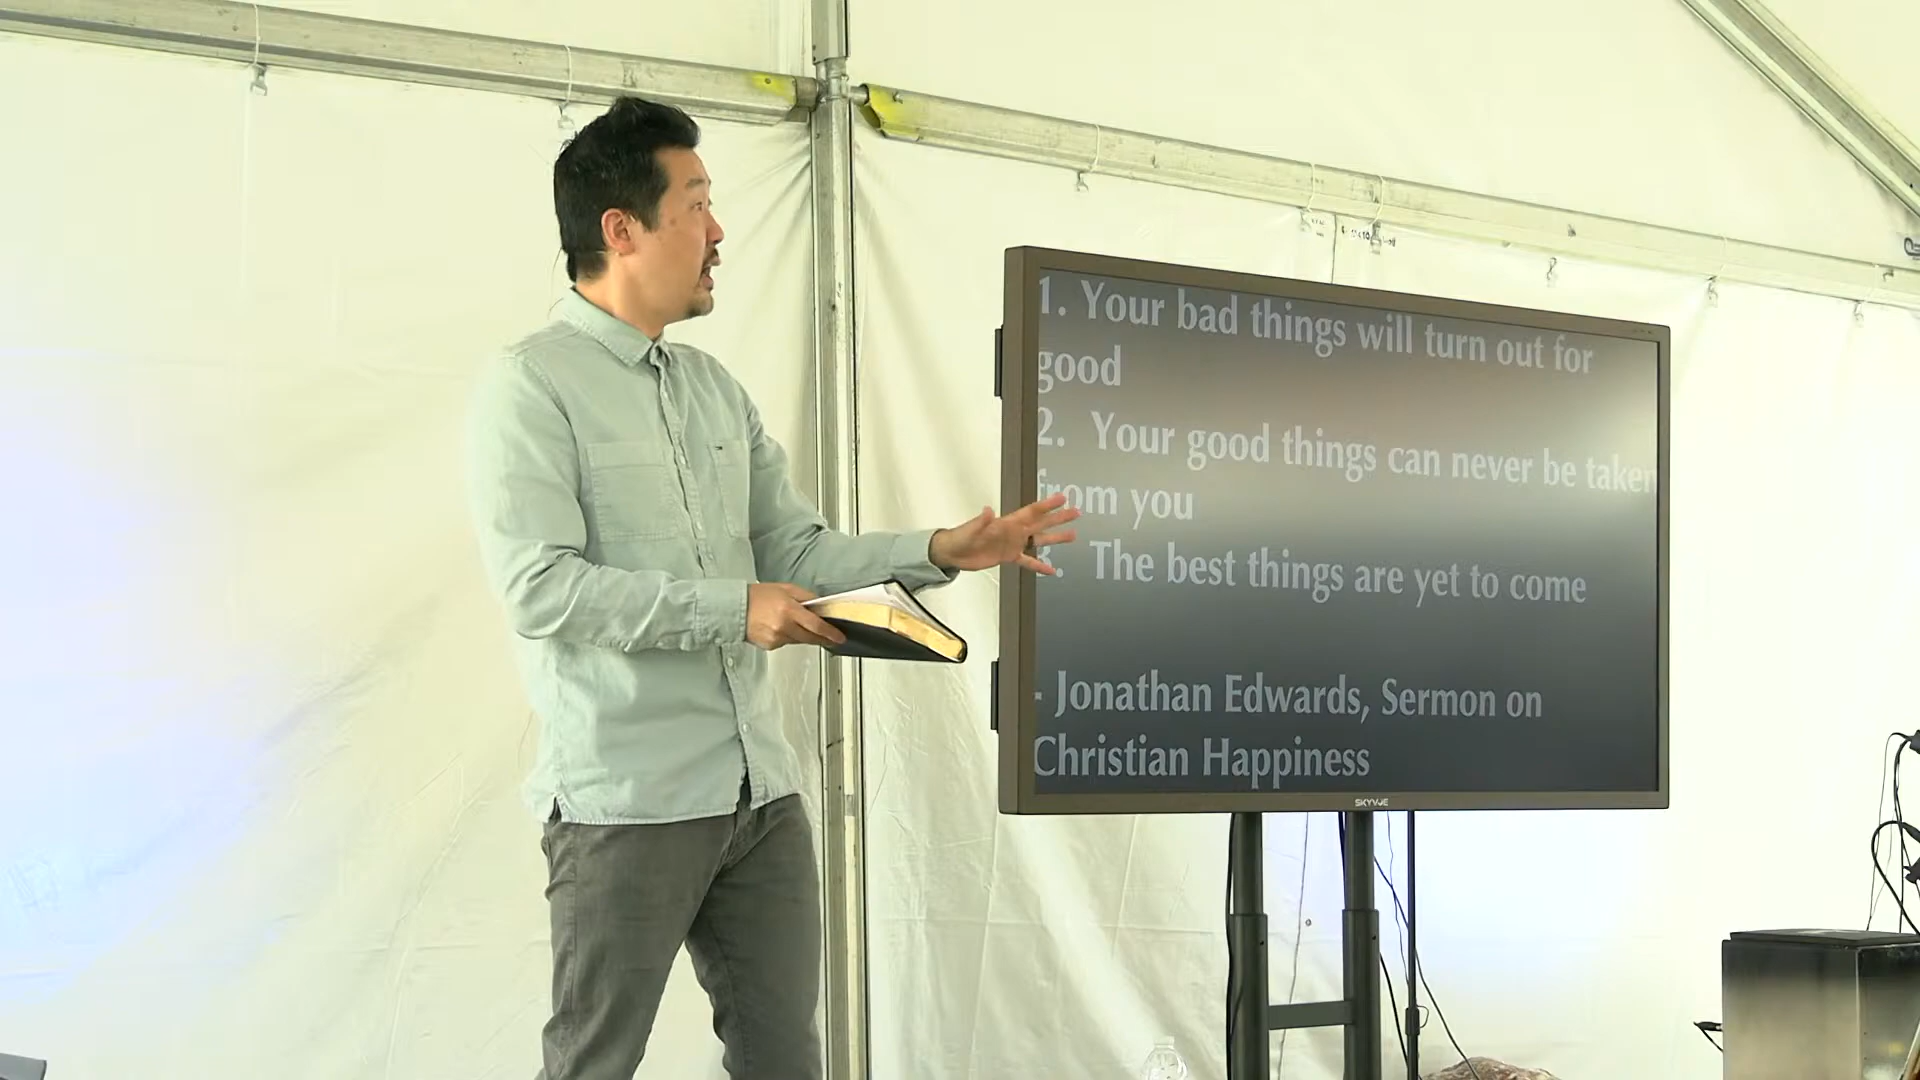 1. Your bad things will turn out for
good
2. Your good things can never be taken
from you
3. The best things are yet to come
- Jonathan Edwards, Sermon on
Christian Happiness
SKYVUE